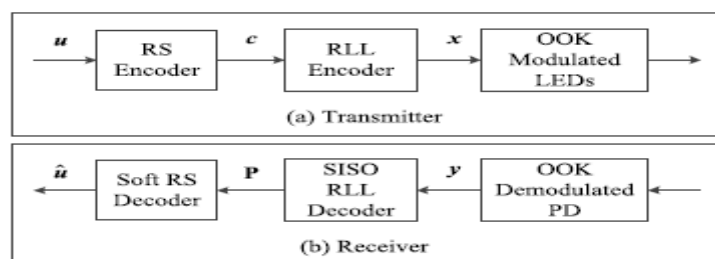 u
RS
Encoder
c
RLL
Encoder
x
OOK
Modulated
LEDs
(a) Transmitter
û
Soft RS
Decoder
P
SISO
RLL
Decoder
y
OOK
Demodulated
PD
(b) Receiver